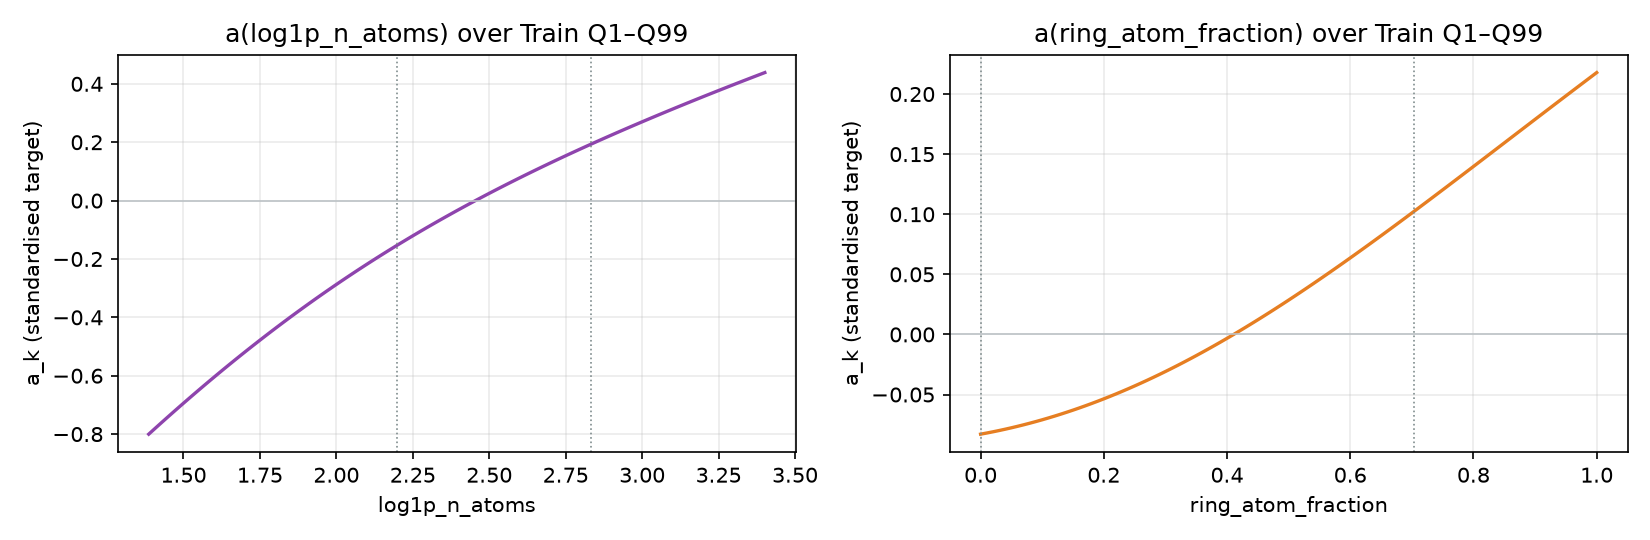 a(log1p_n_atoms) over Train Q1–Q99
a_k (standardised target)
0.4
0.2
0.0
−0.2
−0.4
−0.6
−0.8
1.50 1.75 2.00 2.25 2.50 2.75 3.00 3.25 3.50
log1p_n_atoms
a(ring_atom_fraction) over Train Q1–Q99
a_k (standardised target)
0.20
0.15
0.10
0.05
0.00
−0.05
0.0 0.2 0.4 0.6 0.8 1.0
ring_atom_fraction